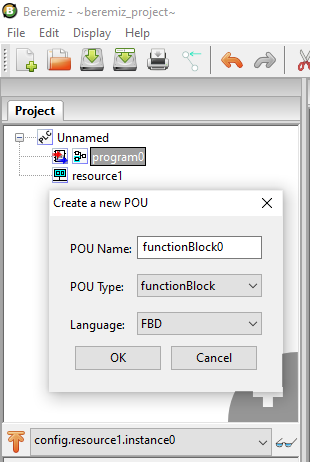 Beremiz - ~beremiz_project~
File Edit Display Help
Project
Unnamed
program0
resource1
Create a new POU
POU Name: functionBlock0
POU Type: functionBlock
Language: FBD
OK Cancel
config.resource1.instance0